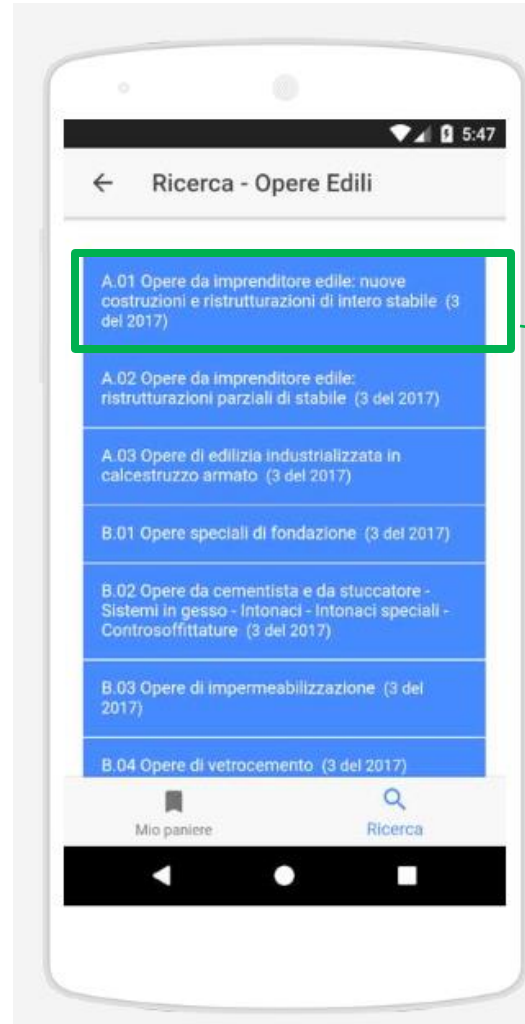 5:47
Ricerca - Opere Edili
A.01 Opere da imprenditore edile: nuove
costruzioni e ristrutturazioni di intero stabile (3
del 2017)
A.02 Opere da imprenditore edile:
ristrutturazioni parziali di stabile (3 del 2017)
A.03 Opere di edilizia industrializzata in
calcestruzzo armato (3 del 2017)
B.01 Opere speciali di fondazione (3 del 2017)
B.02 Opere da cementista e da stuccatore -
Sistemi in gesso - Intonaci - Intonaci speciali -
Controsoffittature (3 del 2017)
B.03 Opere di impermeabilizzazione (3 del
2017)
B.04 Opere di vetrocemento (3 del 2017)
Mio paniere
Ricerca